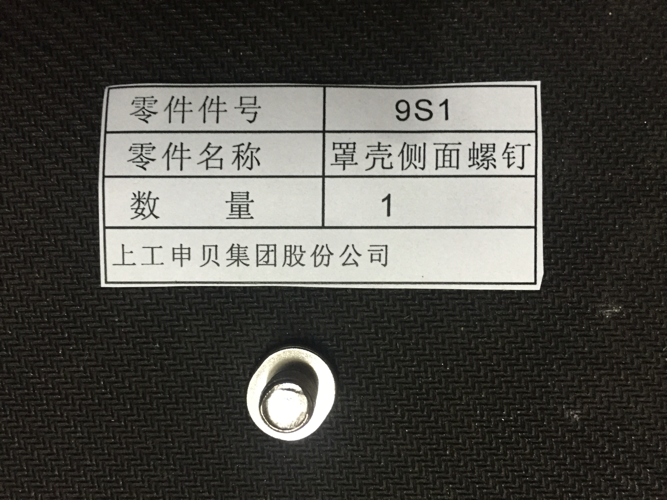 零件件号 9S1
零件名称 罩壳侧面螺钉
数 量 1
上工申贝集团股份公司